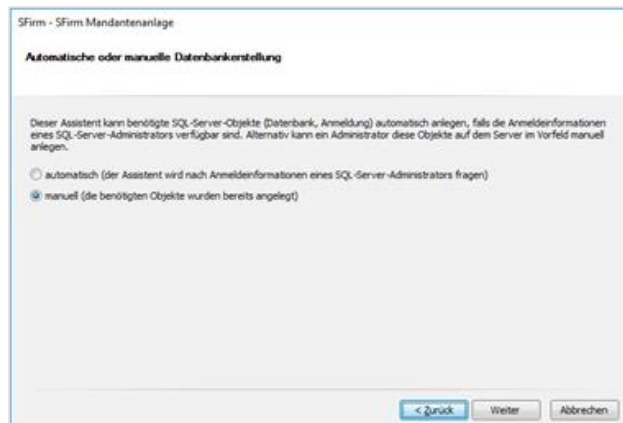 SFirm - SFirm Mandantenanlage
Automatische oder manuelle Datenbankerstellung
Dieser Assistent kann benötigte SQL-Server-Objekte (Datenbank, Anmeldung) automatisch anlegen, falls die Anmeldeinformationen
eines SQL-Server-Administrators verfügbar sind. Alternativ kann ein Administrator diese Objekte auf dem Server im Vorfeld manuell
anlegen.
automatisch (der Assistent wird nach Anmeldeinformationen eines SQL-Server-Administrators fragen)
manuell (die benötigten Objekte wurden bereits angelegt)
< Zurück Weiter Abbrechen